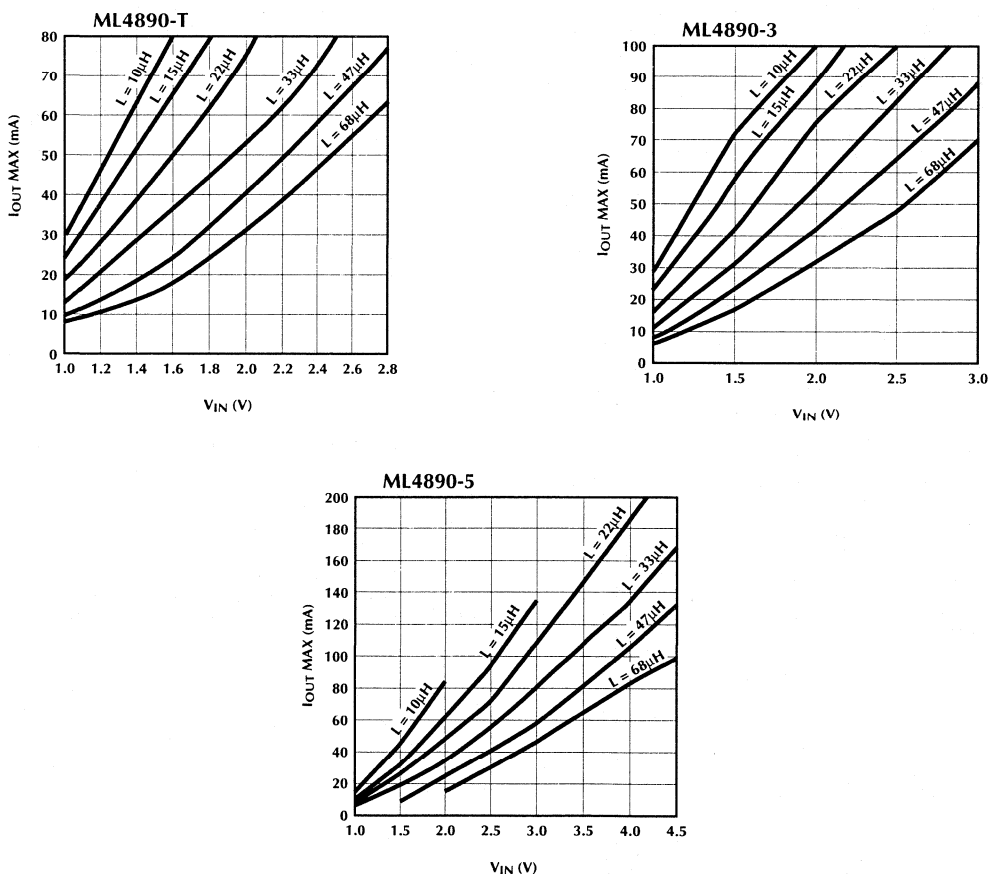 ML4890-T
80
70
60
50
40
30
20
10
0
IOUT MAX (mA)
L = 10µH
L = 15µH
L = 22µH
L = 33µH
L = 47µH
L = 68µH
1.0 1.2 1.4 1.6 1.8 2.0 2.2 2.4 2.6 2.8
VIN (V)
ML4890-3
100
90
80
70
60
50
40
30
20
10
0
IOUT MAX (mA)
L = 10µH
L = 15µH
L = 22µH
L = 33µH
L = 47µH
L = 68µH
1.0 1.5 2.0 2.5 3.0
VIN (V)
ML4890-5
200
180
160
140
120
100
80
60
40
20
0
IOUT MAX (mA)
L = 10µH
L = 15µH
L = 22µH
L = 33µH
L = 47µH
L = 68µH
1.0 1.5 2.0 2.5 3.0 3.5 4.0 4.5
VIN (V)